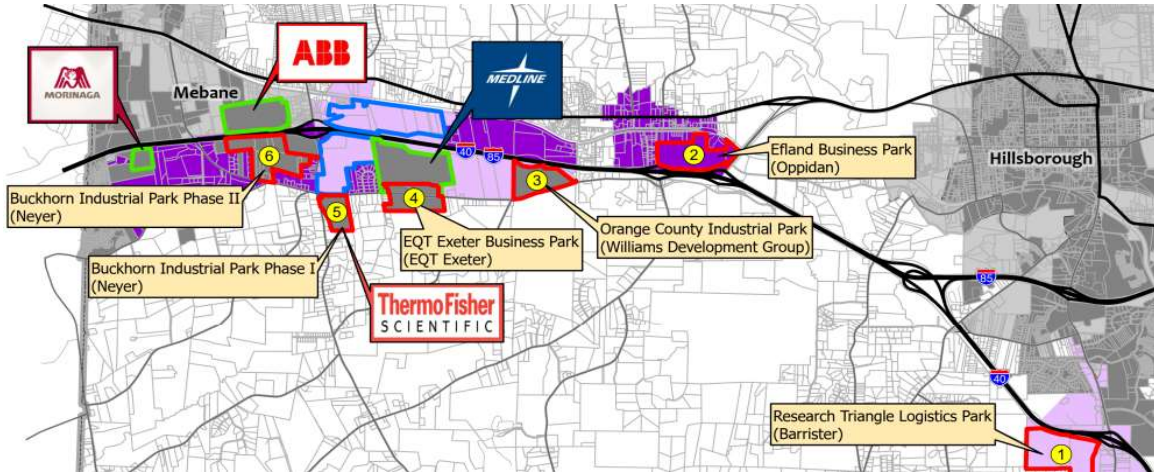 MORINAGA
Mebane
ABB
MEDLINE
40
85
6
2
3
4
5
Efland Business Park
(Oppidan)
Hillsborough
Buckhorn Industrial Park Phase II
(Neyer)
EQT Exeter Business Park
(EQT Exeter)
Orange County Industrial Park
(Williams Development Group)
Buckhorn Industrial Park Phase I
(Neyer)
ThermoFisher
SCIENTIFIC
85
40
Research Triangle Logistics Park
(Barrister)
1